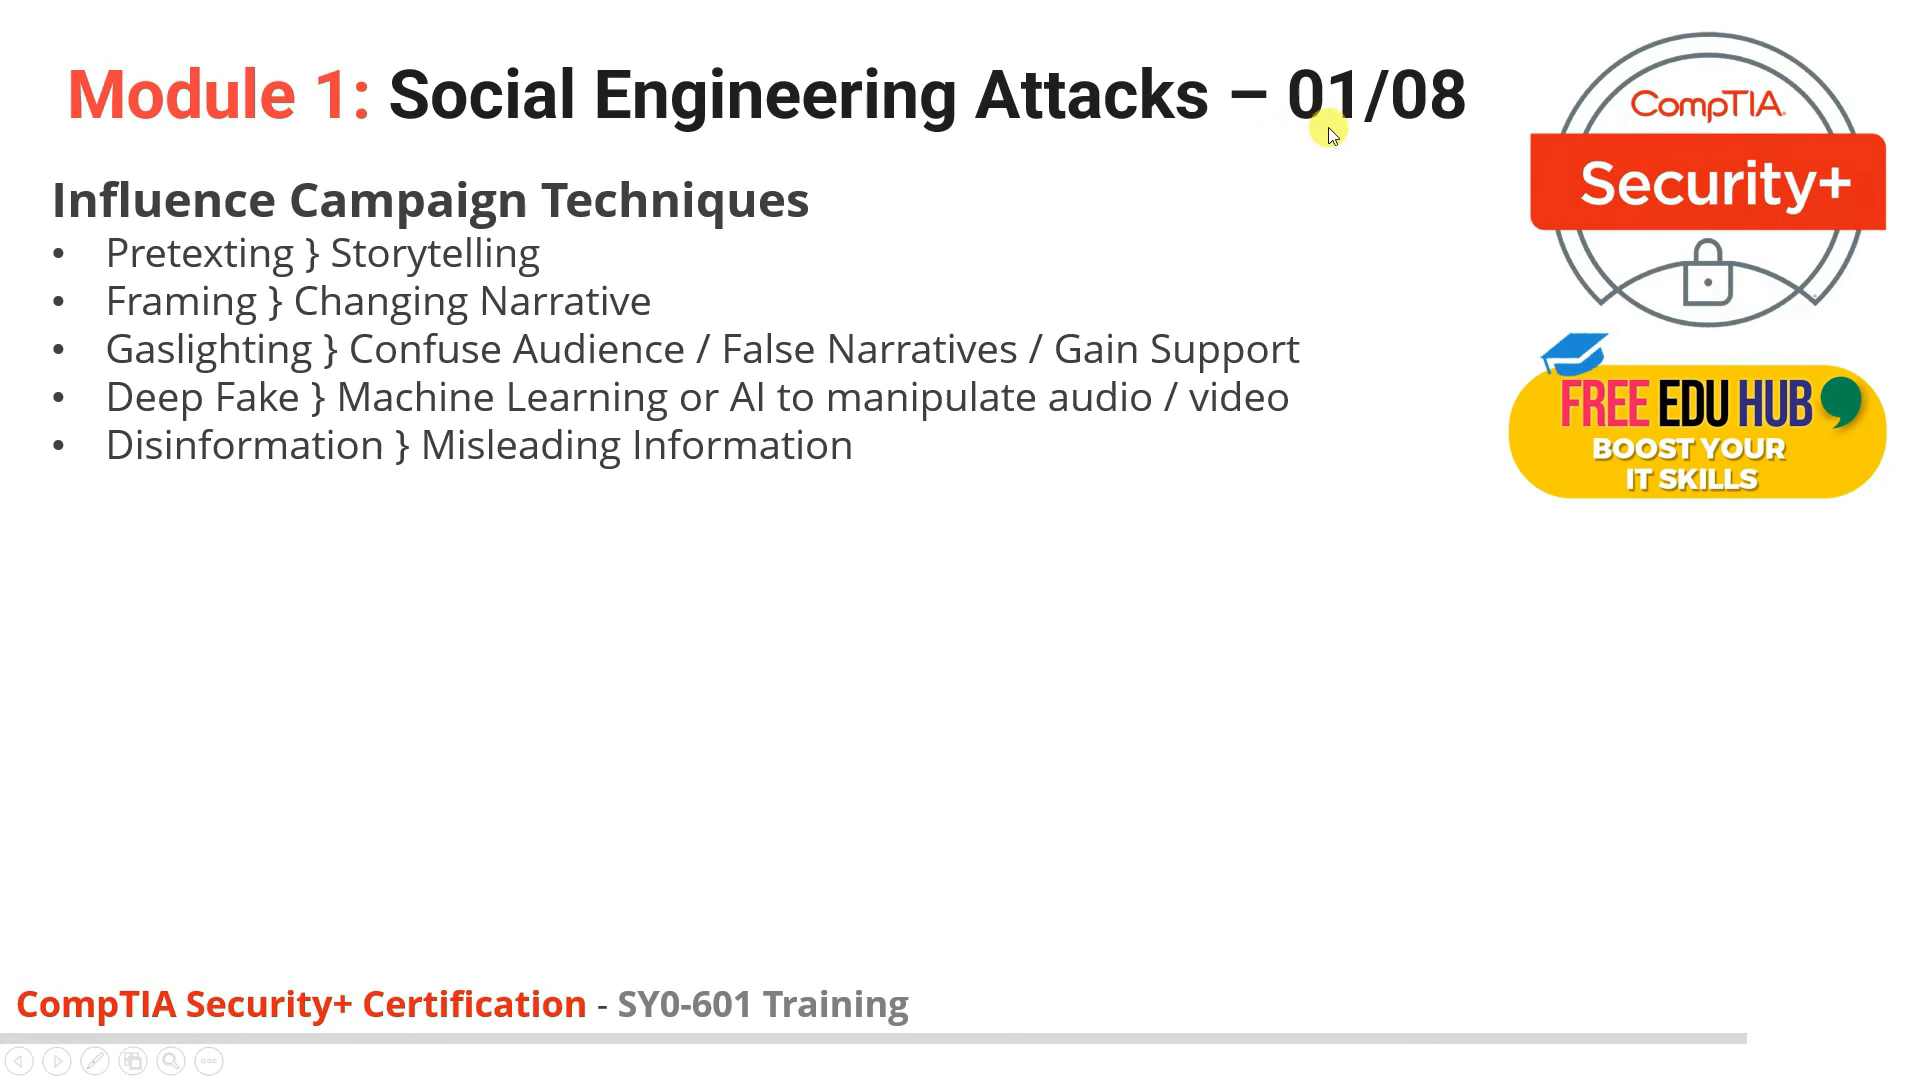 Module 1: Social Engineering Attacks – 01/08
CompTIA.
Security+
Influence Campaign Techniques
• Pretexting } Storytelling
• Framing } Changing Narrative
• Gaslighting } Confuse Audience / False Narratives / Gain Support
• Deep Fake } Machine Learning or AI to manipulate audio / video
• Disinformation } Misleading Information
FREE EDU HUB
BOOST YOUR
IT SKILLS
CompTIA Security+ Certification - SY0-601 Training